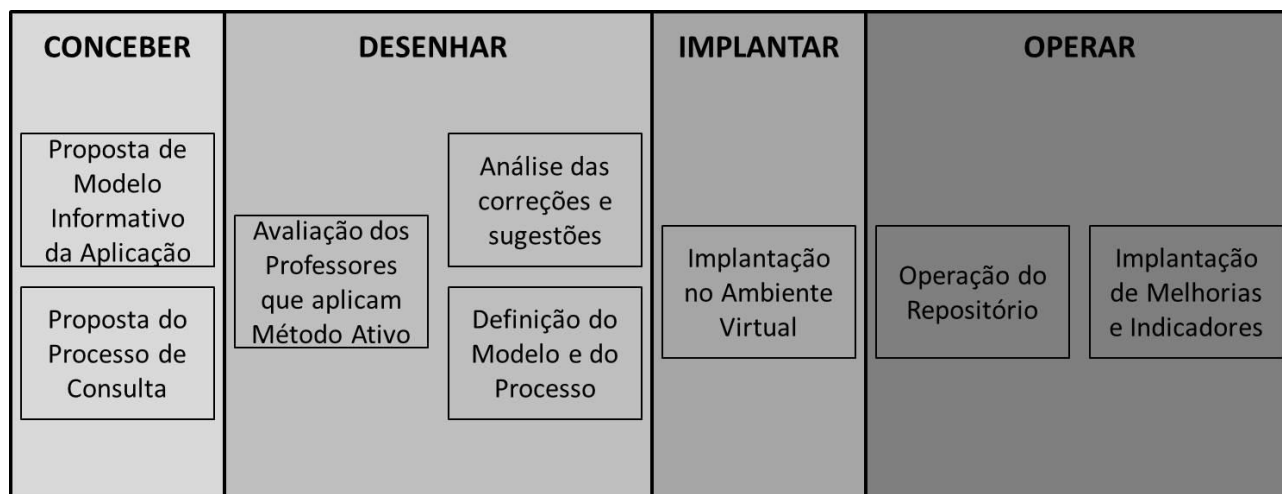 CONCEBER
Proposta de
Modelo
Informativo
da Aplicação
Proposta do
Processo de
Consulta
DESENHAR
Avaliação dos
Professores
que aplicam
Método Ativo
Análise das
correções e
sugestões
Definição do
Modelo e do
Processo
IMPLANTAR
Implantação
no Ambiente
Virtual
OPERAR
Operação do
Repositório
Implantação
de Melhorias
e Indicadores